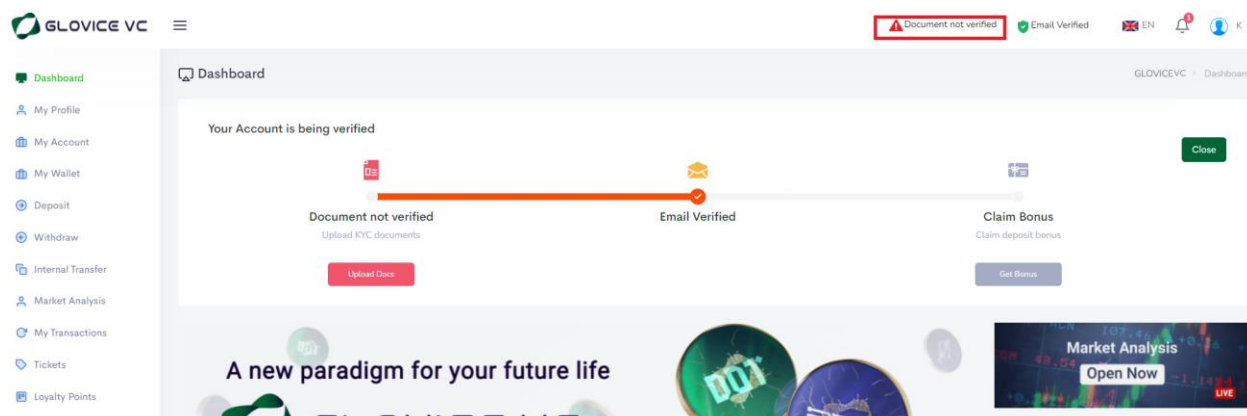 GLOVICE VC
Document not verified
Email Verified
EN
1
K
Dashboard
My Profile
My Account
My Wallet
Deposit
Withdraw
Internal Transfer
Market Analysis
My Transactions
Tickets
Loyalty Points
Dashboard
GLOVICEVC > Dashboard
Your Account is being verified
Close
Document not verified
Upload KYC documents
Upload Docs
Email Verified
Claim Bonus
Claim deposit bonus
Get Bonus
A new paradigm for your future life
DOT
Market Analysis
Open Now
LIVE